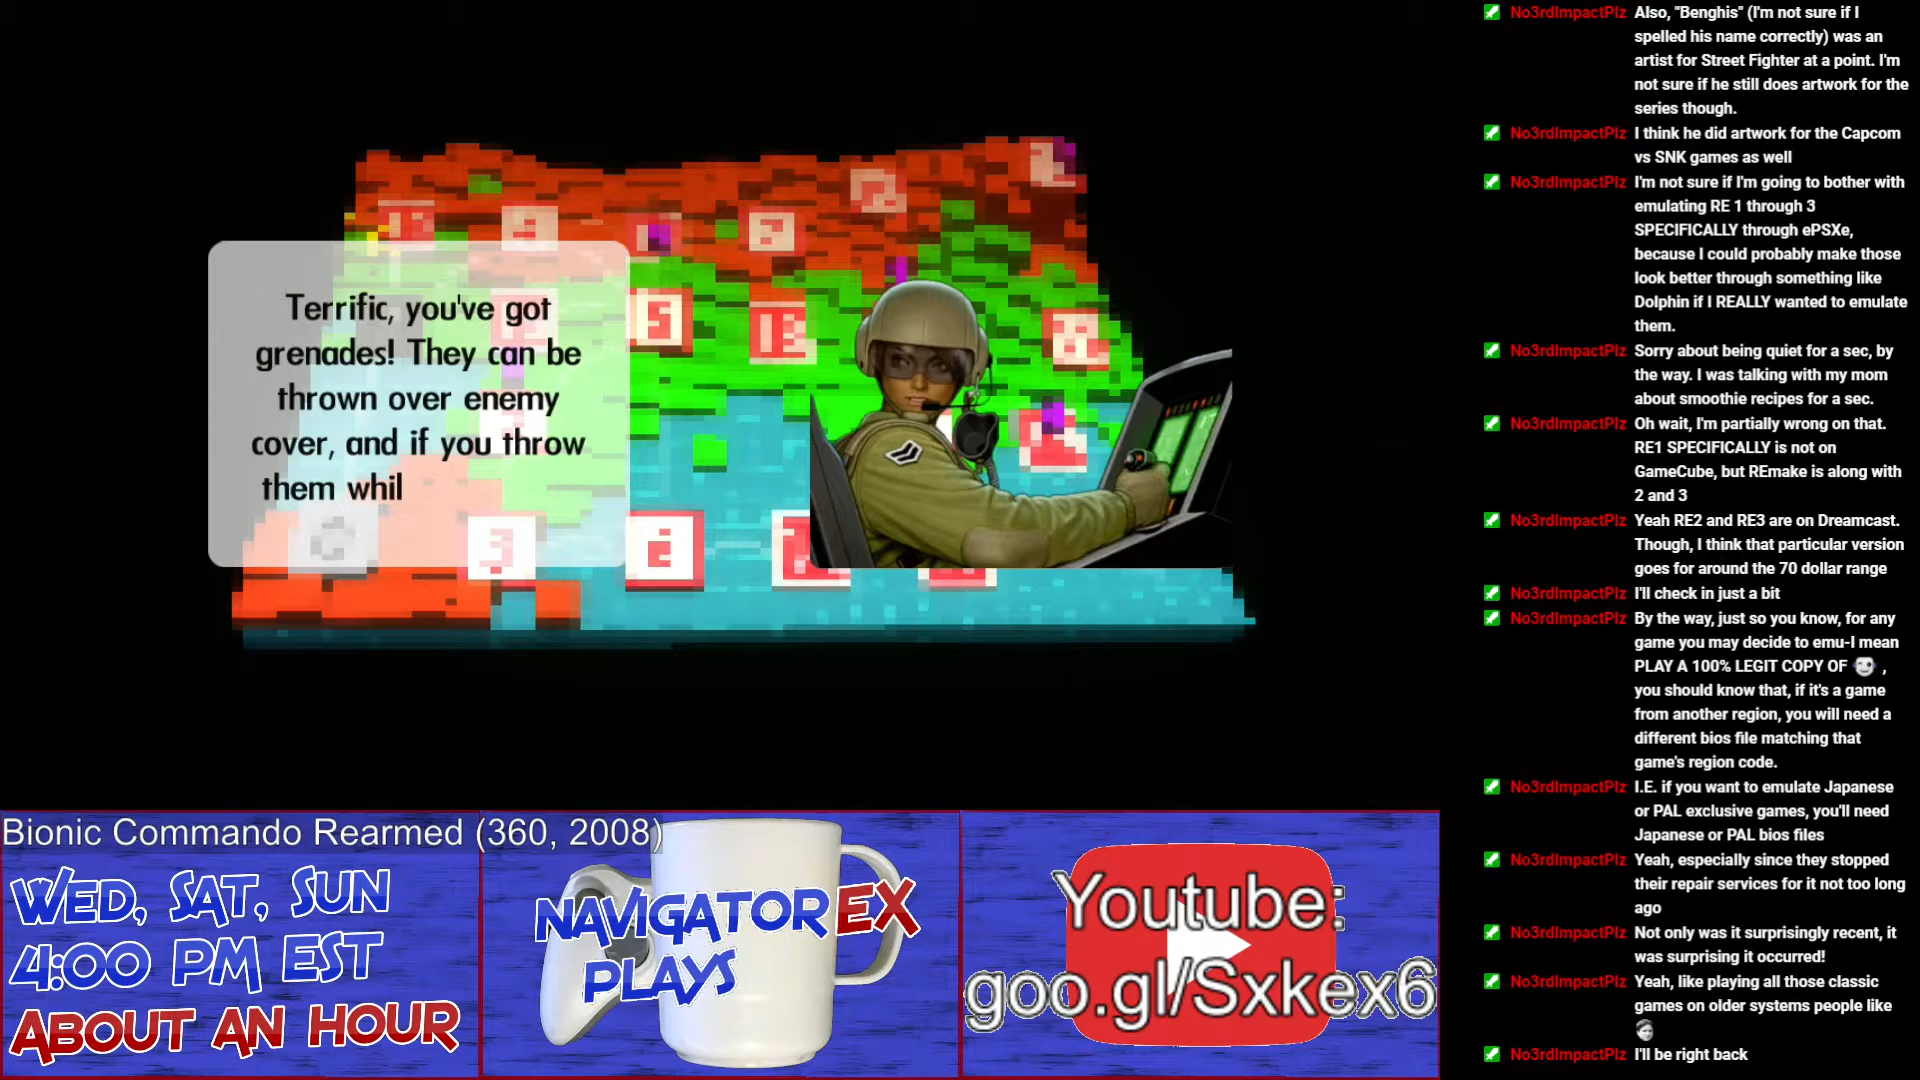 Terrific, you've got
grenades! They can be
thrown over enemy
cover, and if you throw
them whil
5
13
3
Bionic Commando Rearmed (360, 2008)
WED, SAT, SUN
4:00 PM EST
ABOUT AN HOUR
NAVIGATOR EX
PLAYS
Youtube:
goo.gl/Sxkex6
No3rdImpactPlz Also, "Benghis" (I'm not sure if I
spelled his name correctly) was an
artist for Street Fighter at a point. I'm
not sure if he still does artwork for the
series though.
No3rdImpactPlz I think he did artwork for the Capcom
vs SNK games as well
No3rdImpactPlz I'm not sure if I'm going to bother with
emulating RE 1 through 3
SPECIFICALLY through ePSXe,
because I could probably make those
look better through something like
Dolphin if I REALLY wanted to emulate
them.
No3rdImpactPlz Sorry about being quiet for a sec, by
the way. I was talking with my mom
about smoothie recipes for a sec.
No3rdImpactPlz Oh wait, I'm partially wrong on that.
RE1 SPECIFICALLY is not on
GameCube, but REmake is along with
2 and 3
No3rdImpactPlz Yeah RE2 and RE3 are on Dreamcast.
Though, I think that particular version
goes for around the 70 dollar range
No3rdImpactPlz I'll check in just a bit
No3rdImpactPlz By the way, just so you know, for any
game you may decide to emu-I mean
PLAY A 100% LEGIT COPY OF ,
you should know that, if it's a game
from another region, you will need a
different bios file matching that
game's region code.
No3rdImpactPlz I.E. if you want to emulate Japanese
or PAL exclusive games, you'll need
Japanese or PAL bios files
No3rdImpactPlz Yeah, especially since they stopped
their repair services for it not too long
ago
No3rdImpactPlz Not only was it surprisingly recent, it
was surprising it occurred!
No3rdImpactPlz Yeah, like playing all those classic
games on older systems people like
No3rdImpactPlz I'll be right back